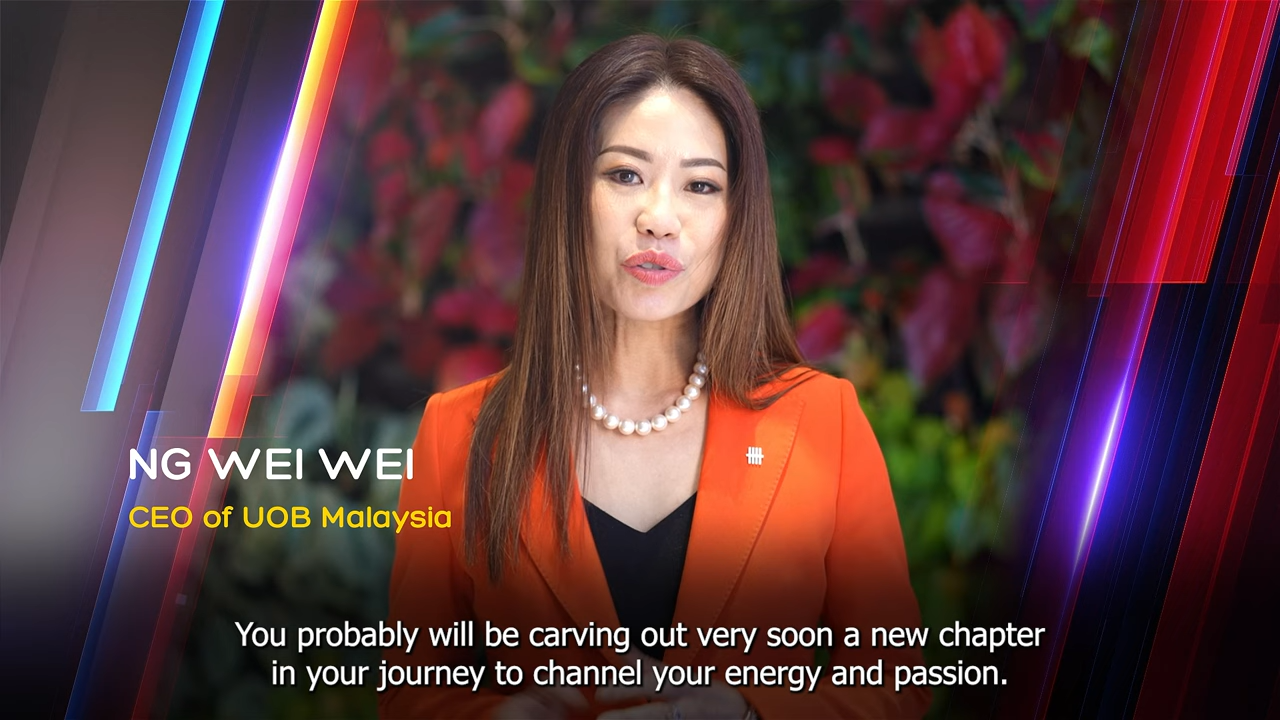 NG WEI WEI
CEO of UOB Malaysia
You probably will be carving out very soon a new chapter
in your journey to channel your energy and passion.